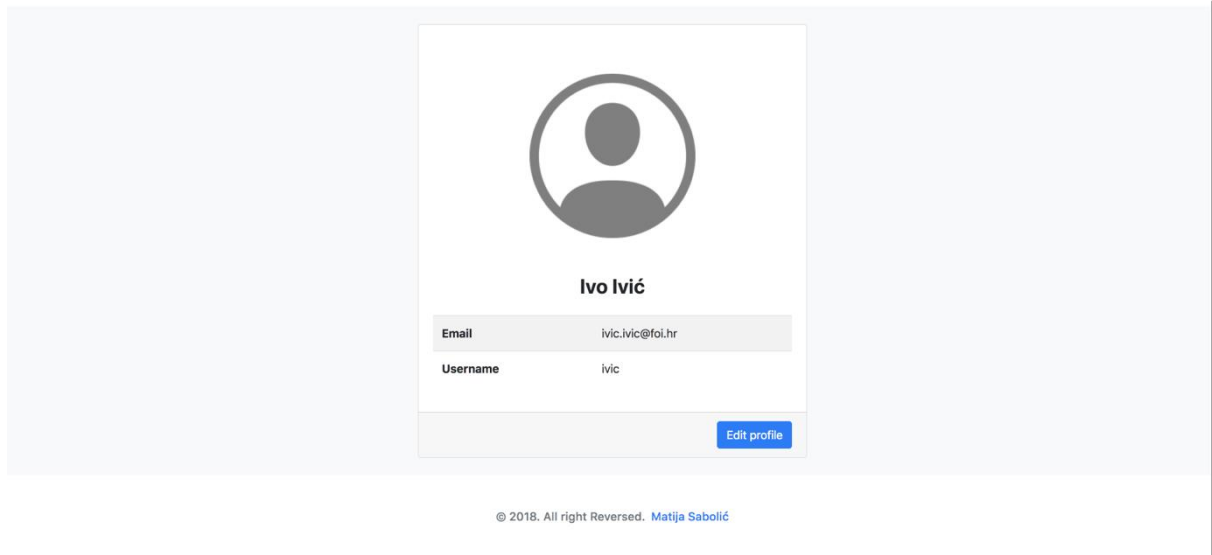 Ivo Ivić
Email ivic.ivic@foi.hr
Username ivic
Edit profile
© 2018. All right Reversed. Matija Sabolić